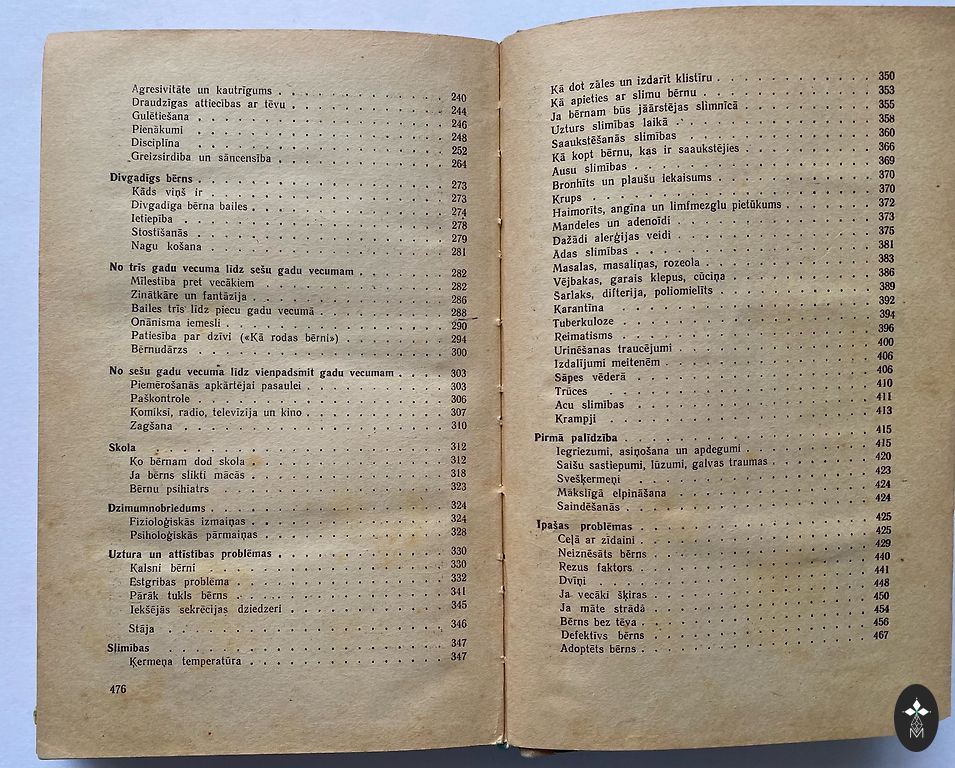 Agresivitāte un kautrīgums . . . 240
Draudzīgas attiecības ar tēvu . . . 244
Gulētiešana . . . 246
Pienākumi . . . 248
Disciplīna . . . 252
Greizsirdība un sāncensība . . . 264
Divgadīgs bērns . . . 273
Kāds viņš ir . . . 273
Divgadīga bērna bailes . . . 274
Ietiepība . . . 278
Stostīšanās . . . 279
Nagu košana . . . 281
No trīs gadu vecuma līdz sešu gadu vecumam . . . 282
Mīlestība pret vecākiem . . . 282
Zinātkāre un fantāzija . . . 286
Bailes trīs līdz piecu gadu vecumā . . . 288
Onānisma iemesli . . . 290
Patiesība par dzīvi («Kā rodas bērni») . . . 294
Bērnudārzs . . . 300
No sešu gadu vecuma līdz vienpadsmit gadu vecumam . . . 303
Piemērošanās apkārtējai pasaulei . . . 303
Paškontrole . . . 306
Komiksi, radio, televīzija un kino . . . 307
Zagšana . . . 310
Skola . . . 312
Ko bērnam dod skola . . . 312
Ja bērns slikti mācās . . . 318
Bērnu psihiatrs . . . 323
Dzimumnobriedums . . . 324
Fizioloģiskās izmaiņas . . . 324
Psiholoģiskās pārmaiņas . . . 328
Uztura un attīstības problēmas . . . 330
Kalsni bērni . . . 330
Ēstgribas problēma . . . 332
Pārāk tukls bērns . . . 341
Iekšējās sekrēcijas dziedzeri . . . 345
Stāja . . . 346
Slimības . . . 347
Ķermeņa temperatūra . . . 347
476
Kā dot zāles un izdarīt klistīru . . . 350
Kā apieties ar slimu bērnu . . . 353
Ja bērnam būs jāārstējas slimnīcā . . . 355
Uzturs slimības laikā . . . 358
Saaukstēšanās slimības . . . 360
Kā kopt bērnu, kas ir saaukstējies . . . 366
Ausu slimības . . . 369
Bronhīts un plaušu iekaisums . . . 370
Krups . . . 370
Haimorīts, angīna un limfmezglu pietūkums . . . 372
Mandeles un adenoīdi . . . 373
Dažādi alerģijas veidi . . . 375
Ādas slimības . . . 381
Masalas, masaliņas, rozeola . . . 383
Vējbakas, garais klepus, cūciņa . . . 386
Šarlaks, difterija, poliomielīts . . . 389
Karantīna . . . 392
Tuberkuloze . . . 394
Reimatisms . . . 396
Urinēšanas traucējumi . . . 400
Izdalījumi meitenēm . . . 406
Sāpes vēderā . . . 406
Trūces . . . 410
Acu slimības . . . 411
Krampji . . . 413
Pirmā palīdzība . . . 415
Iegriezumi, asiņošana un apdegumi . . . 415
Saišu sastiepumi, lūzumi, galvas traumas . . . 420
Svešķermeņi . . . 423
Mākslīgā elpināšana . . . 424
Saindēšanās . . . 424
Īpašas problēmas . . . 425
Ceļā ar zīdaini . . . 425
Neiznēsāts bērns . . . 429
Rezus faktors . . . 440
Dvīņi . . . 441
Ja vecāki šķiras . . . 448
Ja māte strādā . . . 450
Bērns bez tēva . . . 454
Defektīvs bērns . . . 456
Adoptēts bērns . . . 467
M